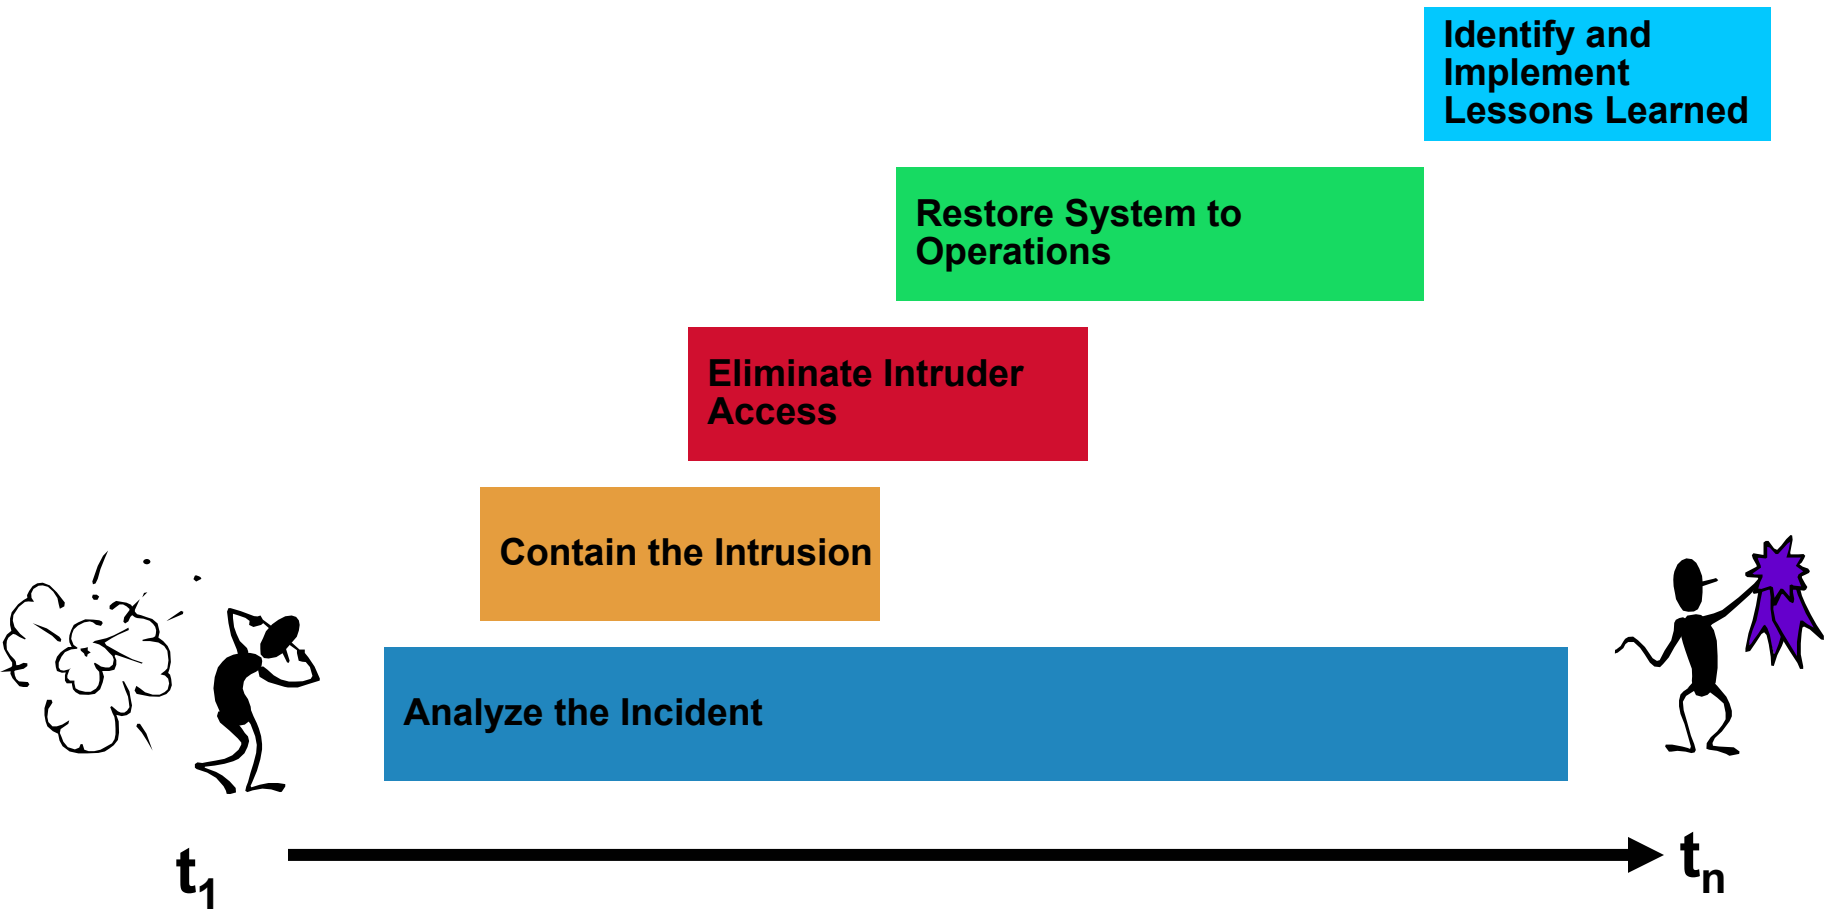 Identify and
Implement
Lessons Learned
Restore System to
Operations
Eliminate Intruder
Access
Contain the Intrusion
Analyze the Incident
t1
tn